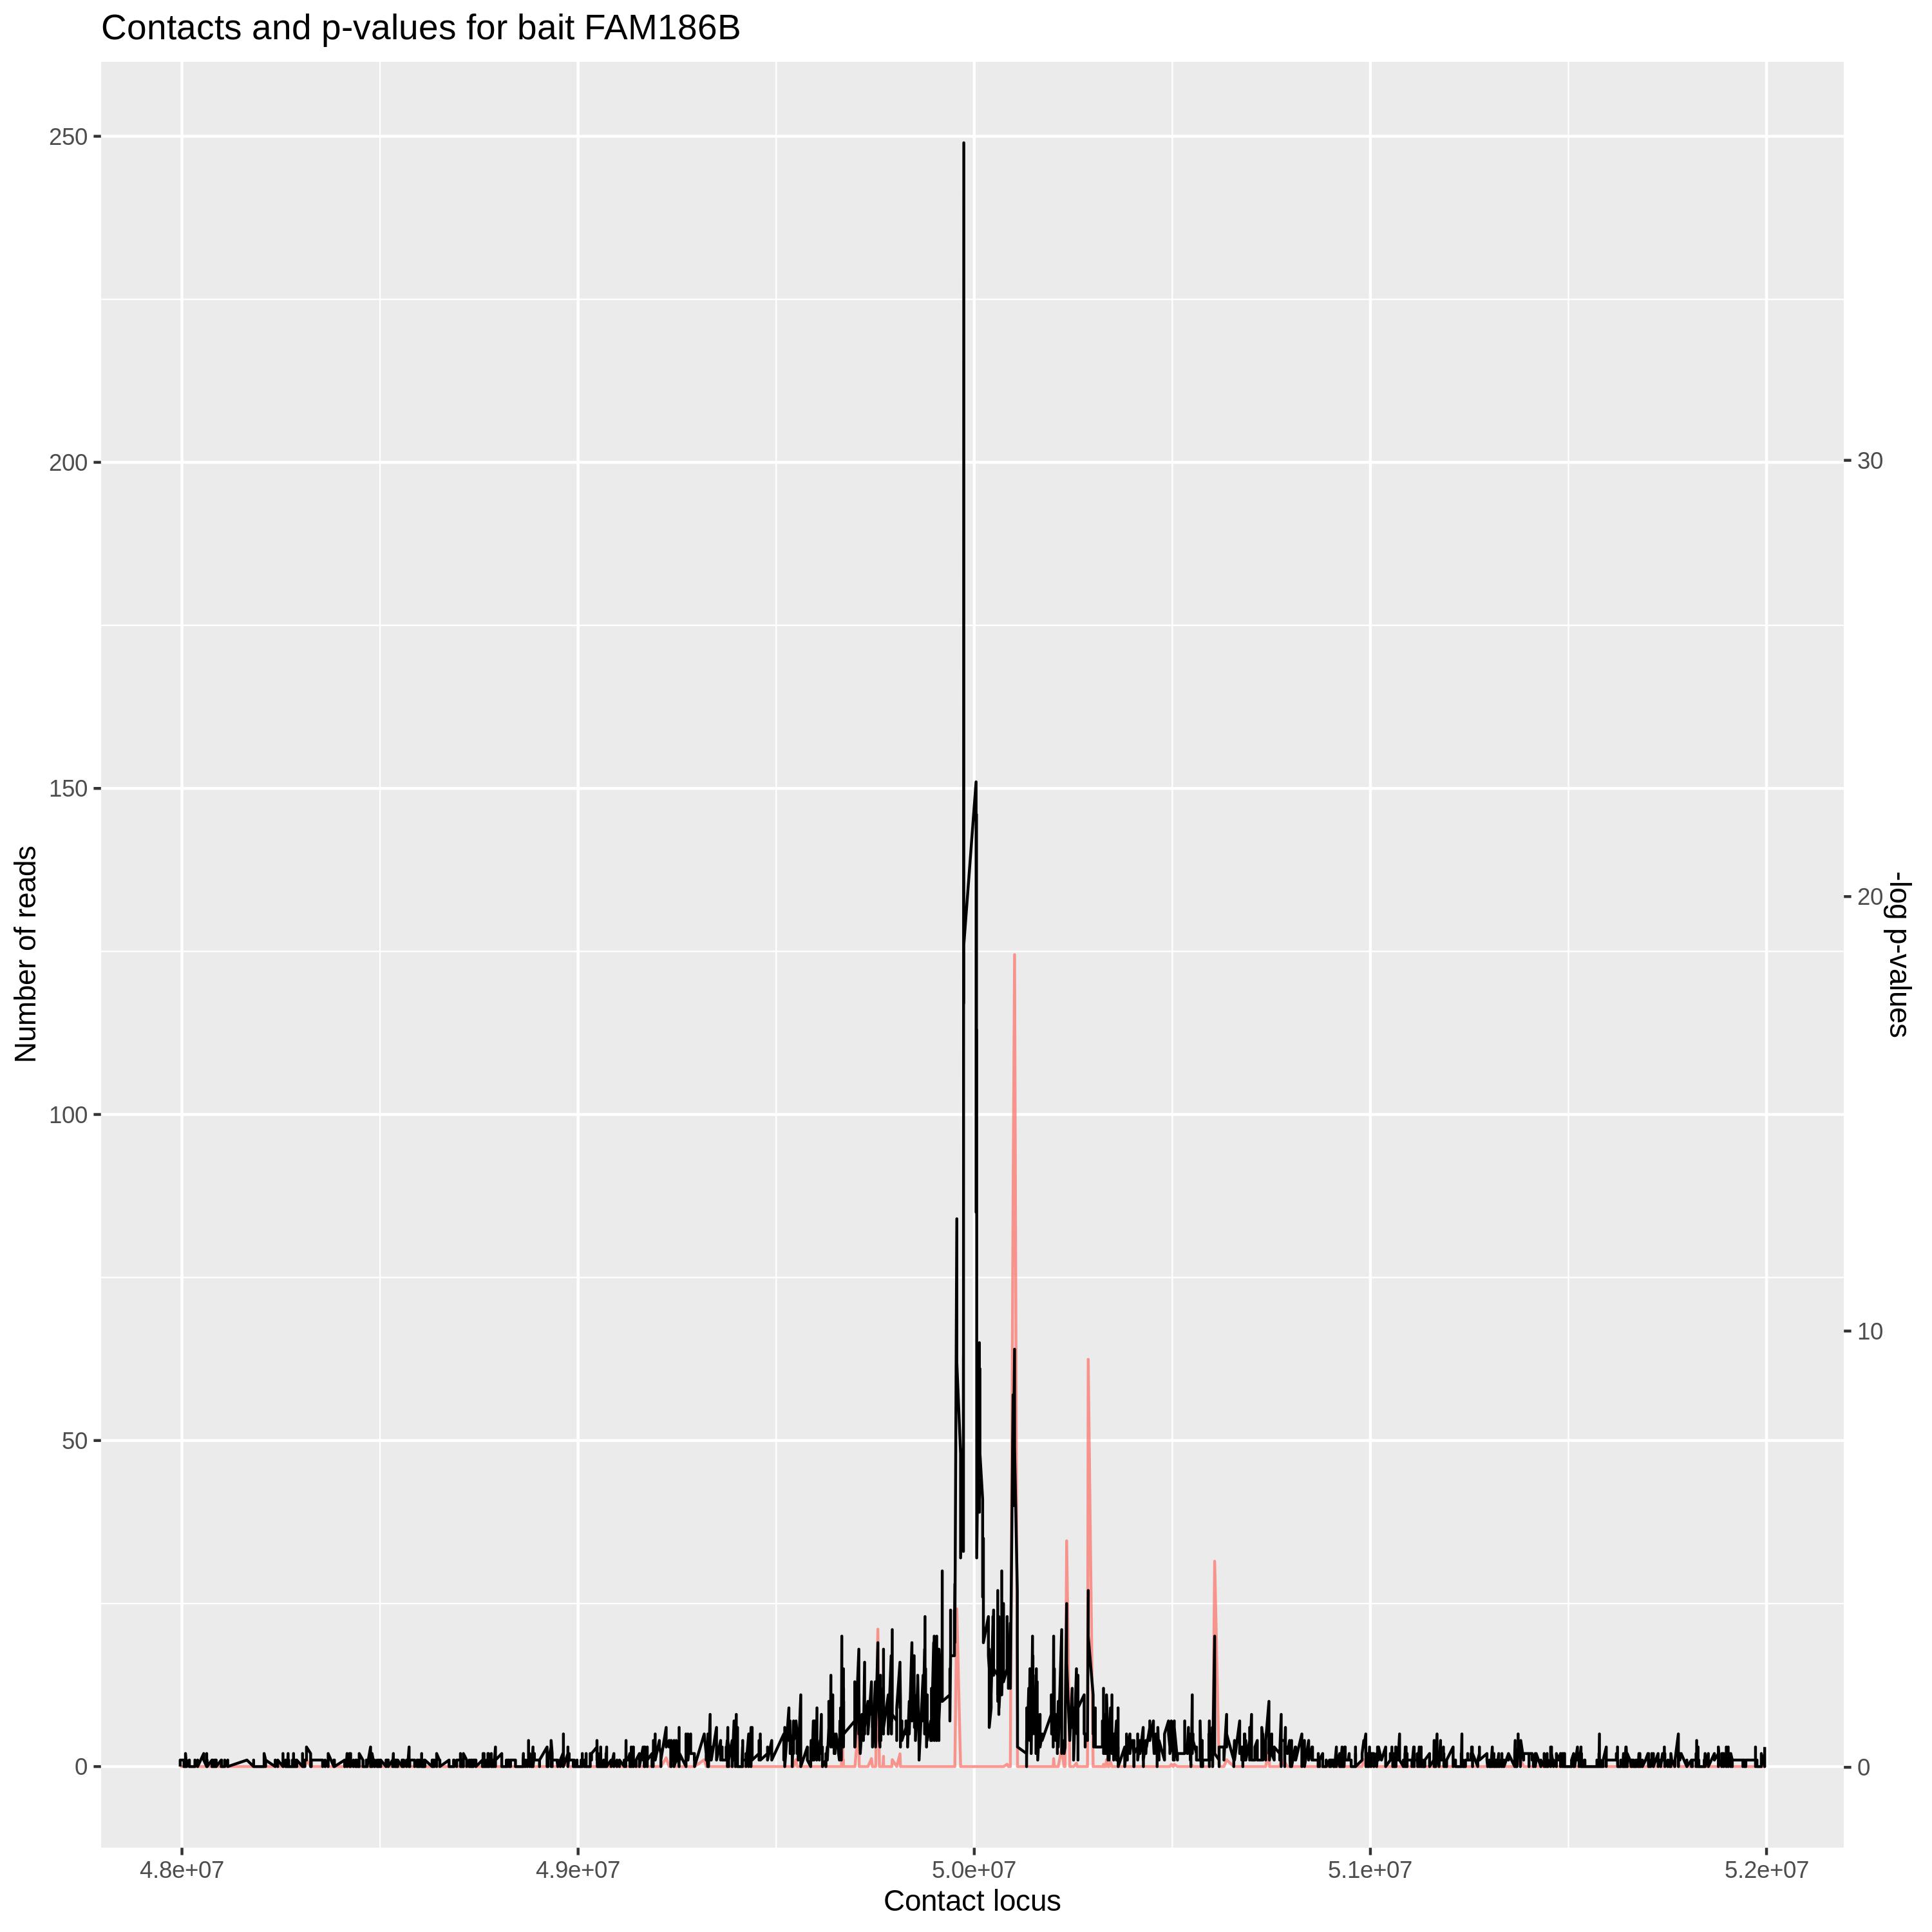 Contacts and p-values for bait FAM186B
250
200
150
100
50
0
Number of reads
30
20
10
0
-log p-values
4.8e+07
4.9e+07
5.0e+07
5.1e+07
5.2e+07
Contact locus